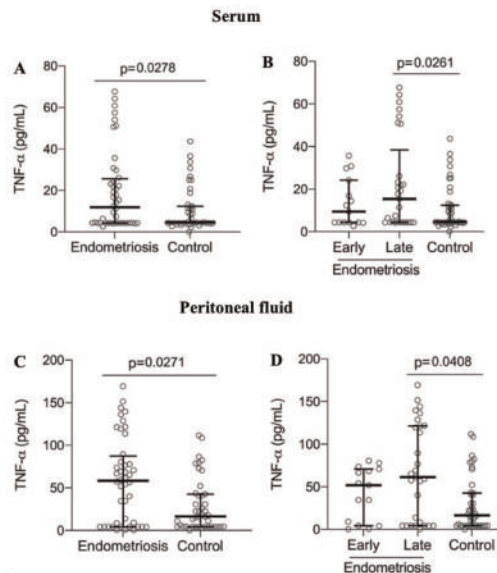 Serum
A
p=0.0278
TNF-α (pg/mL)
80
60
40
20
0
Endometriosis
Control
B
p=0.0261
TNF-α (pg/mL)
80
60
40
20
0
Early
Late
Control
Endometriosis
Peritoneal fluid
C
p=0.0271
TNF-α (pg/mL)
200
150
100
50
0
Endometriosis
Control
D
p=0.0408
TNF-α (pg/mL)
200
150
100
50
0
Early
Late
Control
Endometriosis